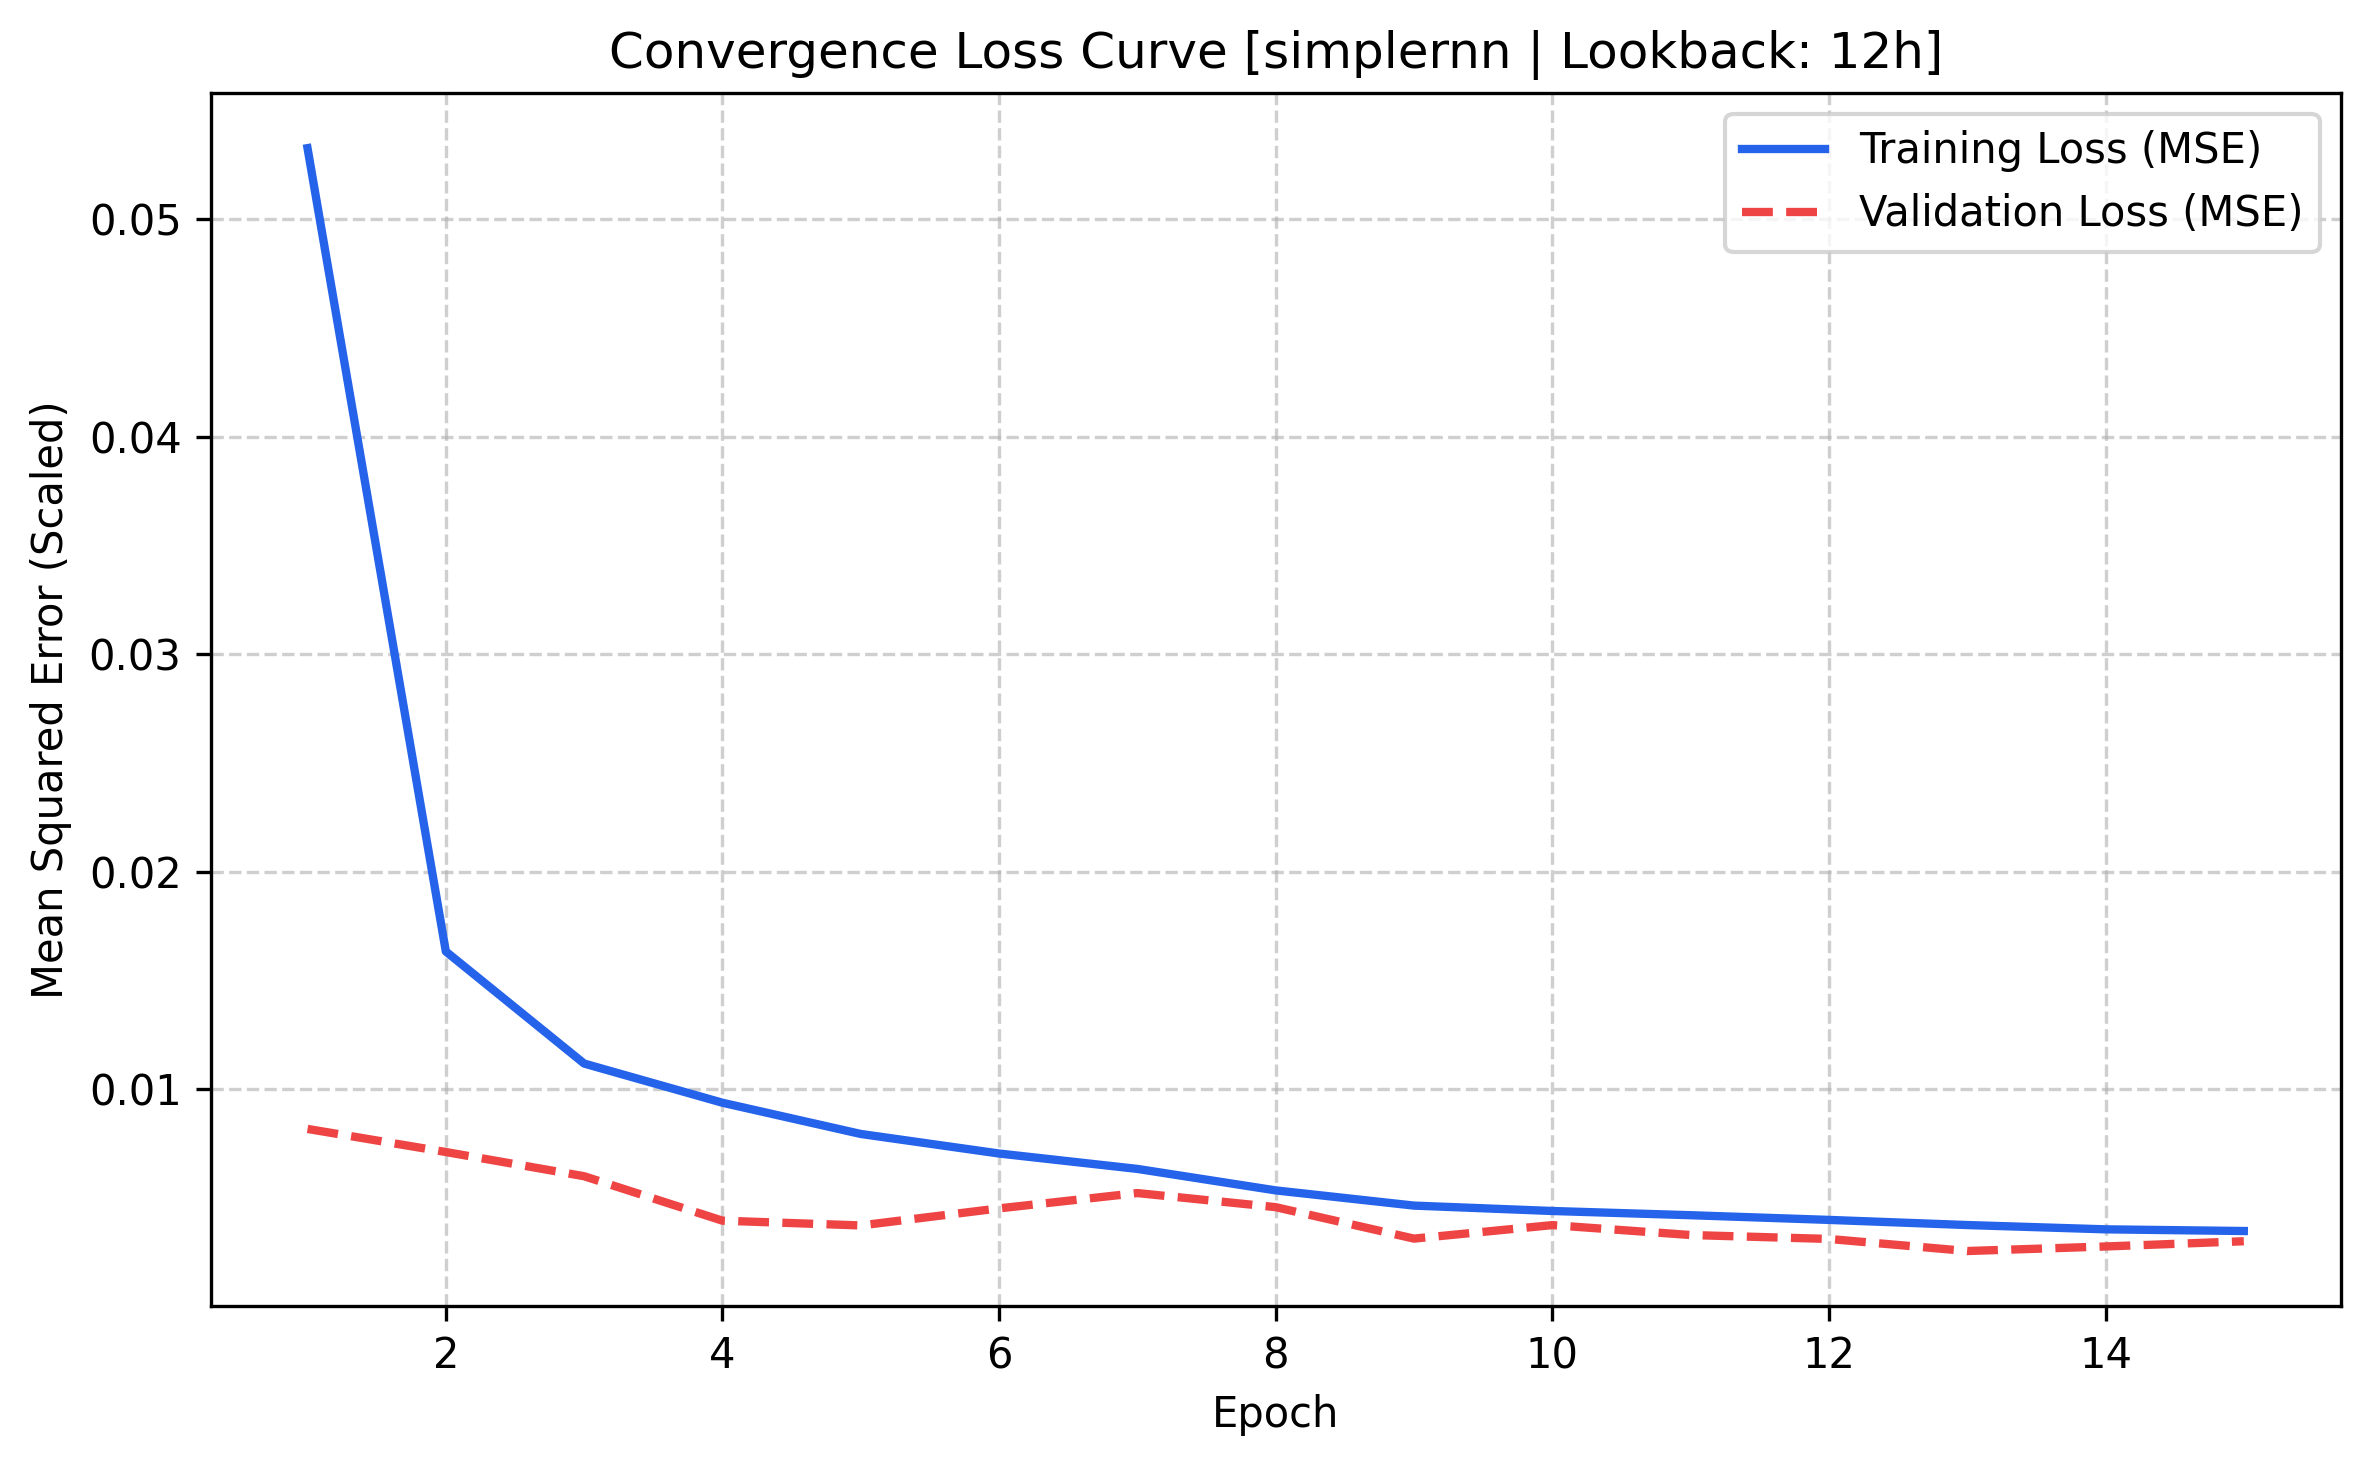 Convergence Loss Curve [simplernn | Lookback: 12h]
Training Loss (MSE)
Validation Loss (MSE)
Mean Squared Error (Scaled)
0.05
0.04
0.03
0.02
0.01
2 4 6 8 10 12 14
Epoch